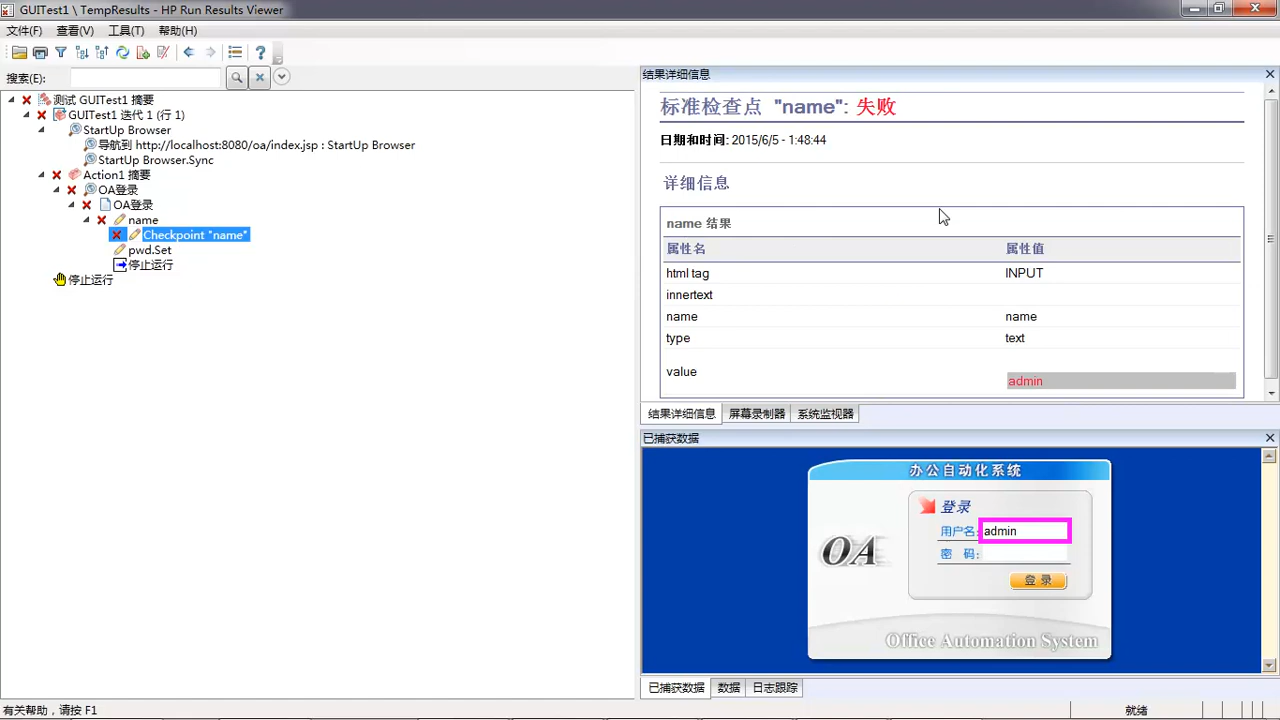 GUITest1 \ TempResults - HP Run Results Viewer
文件(F) 查看(V) 工具(T) 帮助(H)
搜索(E):
测试 GUITest1 摘要
GUITest1 迭代 1 (行 1)
StartUp Browser
导航到 http://localhost:8080/oa/index.jsp : StartUp Browser
StartUp Browser.Sync
Action1 摘要
OA登录
OA登录
name
Checkpoint "name"
pwd.Set
停止运行
停止运行
结果详细信息
标准检查点 "name": 失败
日期和时间: 2015/6/5 - 1:48:44
详细信息
name 结果
属性名 属性值
html tag INPUT
innertext
name name
type text
value admin
结果详细信息 屏幕录制器 系统监视器
已捕获数据
办公自动化系统
登录
用户名: admin
密 码:
登 录
OA
Office Automation System
已捕获数据 数据 日志跟踪
有关帮助，请按 F1 就绪